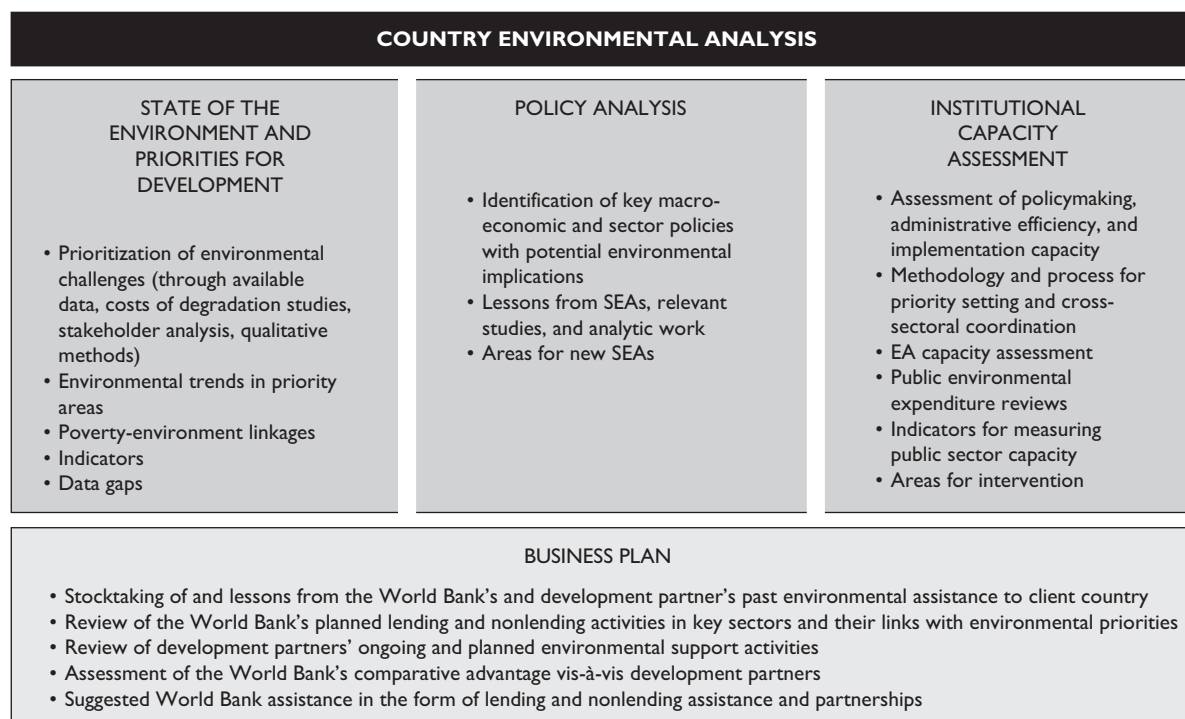 COUNTRY ENVIRONMENTAL ANALYSIS
STATE OF THE
ENVIRONMENT AND
PRIORITIES FOR
DEVELOPMENT
• Prioritization of environmental
challenges (through available
data, costs of degradation studies,
stakeholder analysis, qualitative
methods)
• Environmental trends in priority
areas
• Poverty-environment linkages
• Indicators
• Data gaps
POLICY ANALYSIS
• Identification of key macro-
economic and sector policies
with potential environmental
implications
• Lessons from SEAs, relevant
studies, and analytic work
• Areas for new SEAs
INSTITUTIONAL
CAPACITY
ASSESSMENT
• Assessment of policymaking,
administrative efficiency, and
implementation capacity
• Methodology and process for
priority setting and cross-
sectoral coordination
• EA capacity assessment
• Public environmental
expenditure reviews
• Indicators for measuring
public sector capacity
• Areas for intervention
BUSINESS PLAN
• Stocktaking of and lessons from the World Bank's and development partner's past environmental assistance to client country
• Review of the World Bank's planned lending and nonlending activities in key sectors and their links with environmental priorities
• Review of development partners' ongoing and planned environmental support activities
• Assessment of the World Bank's comparative advantage vis-à-vis development partners
• Suggested World Bank assistance in the form of lending and nonlending assistance and partnerships